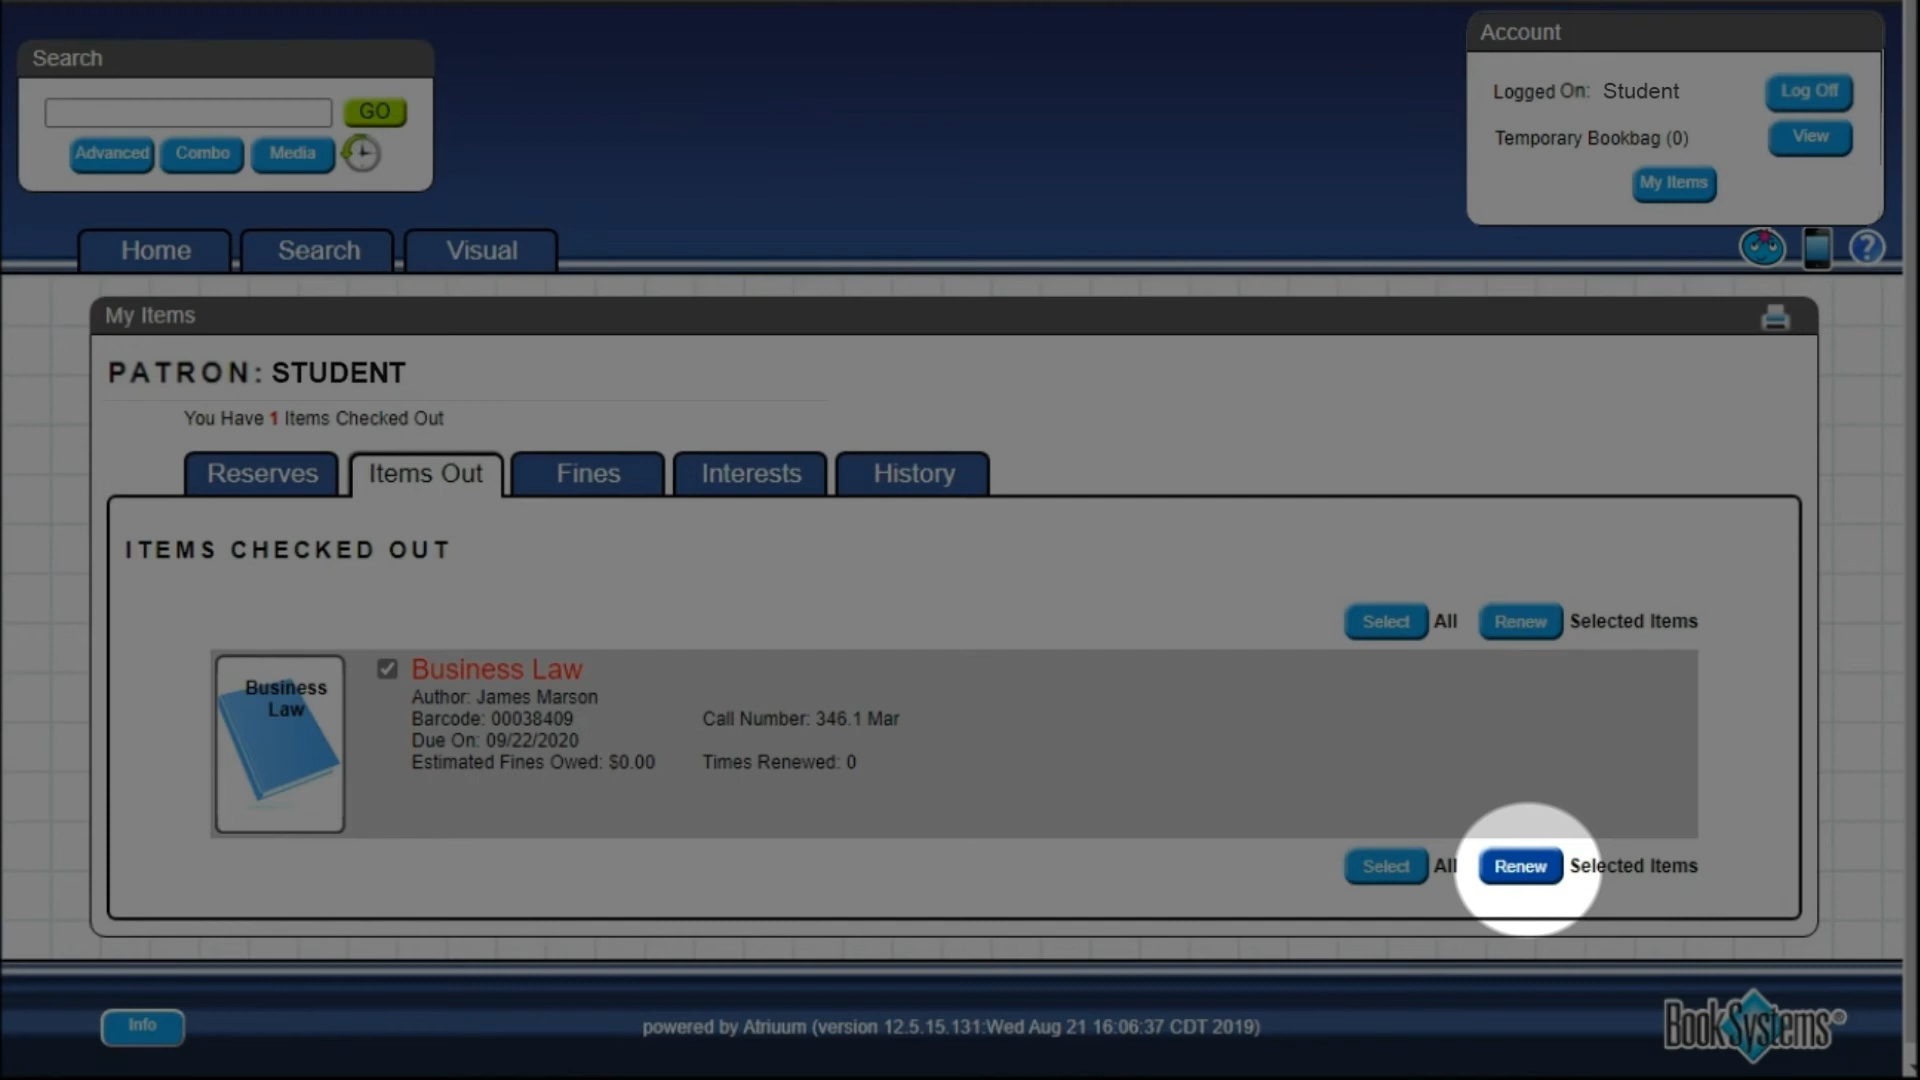 Search
GO
Advanced Combo Media
Account
Logged On: Student Log Off
Temporary Bookbag (0) View
My Items
Home Search Visual
?
My Items
PATRON: STUDENT
You Have 1 Items Checked Out
Reserves Items Out Fines Interests History
ITEMS CHECKED OUT
Select All Renew Selected Items
Business
Law
Business Law
Author: James Marson
Barcode: 00038409 Call Number: 346.1 Mar
Due On: 09/22/2020
Estimated Fines Owed: $0.00 Times Renewed: 0
Select All Renew Selected Items
Info
powered by Atriuum (version 12.5.15.131:Wed Aug 21 16:06:37 CDT 2019)
BookSystems®